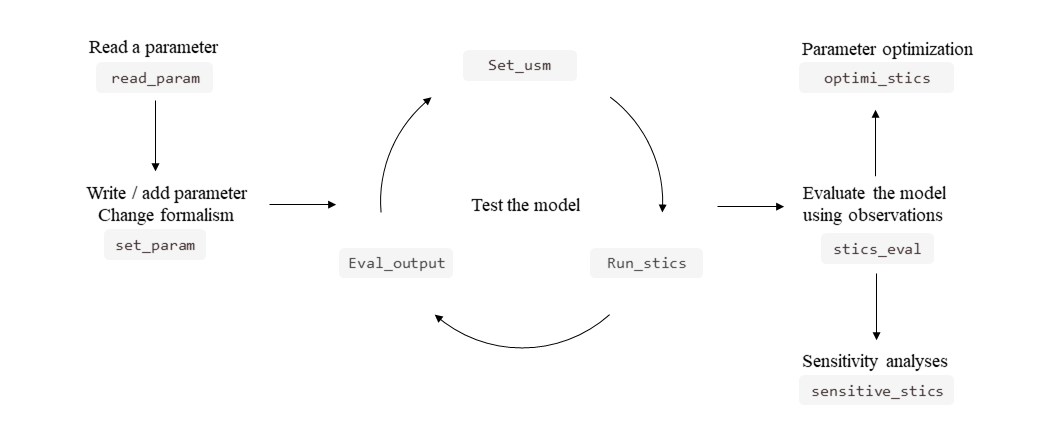 Read a parameter
read_param
Write / add parameter
Change formalism
set_param
Set_usm
Test the model
Eval_output
Run_stics
Parameter optimization
optimi_stics
Evaluate the model
using observations
stics_eval
Sensitivity analyses
sensitive_stics